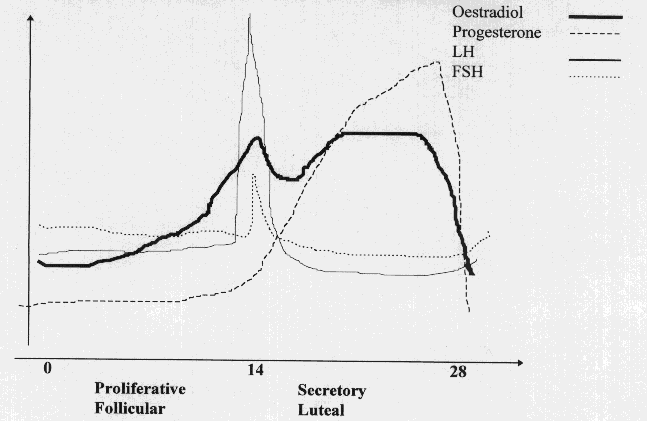 Oestradiol
Progesterone
LH
FSH
0 14 28
Proliferative Secretory
Follicular Luteal